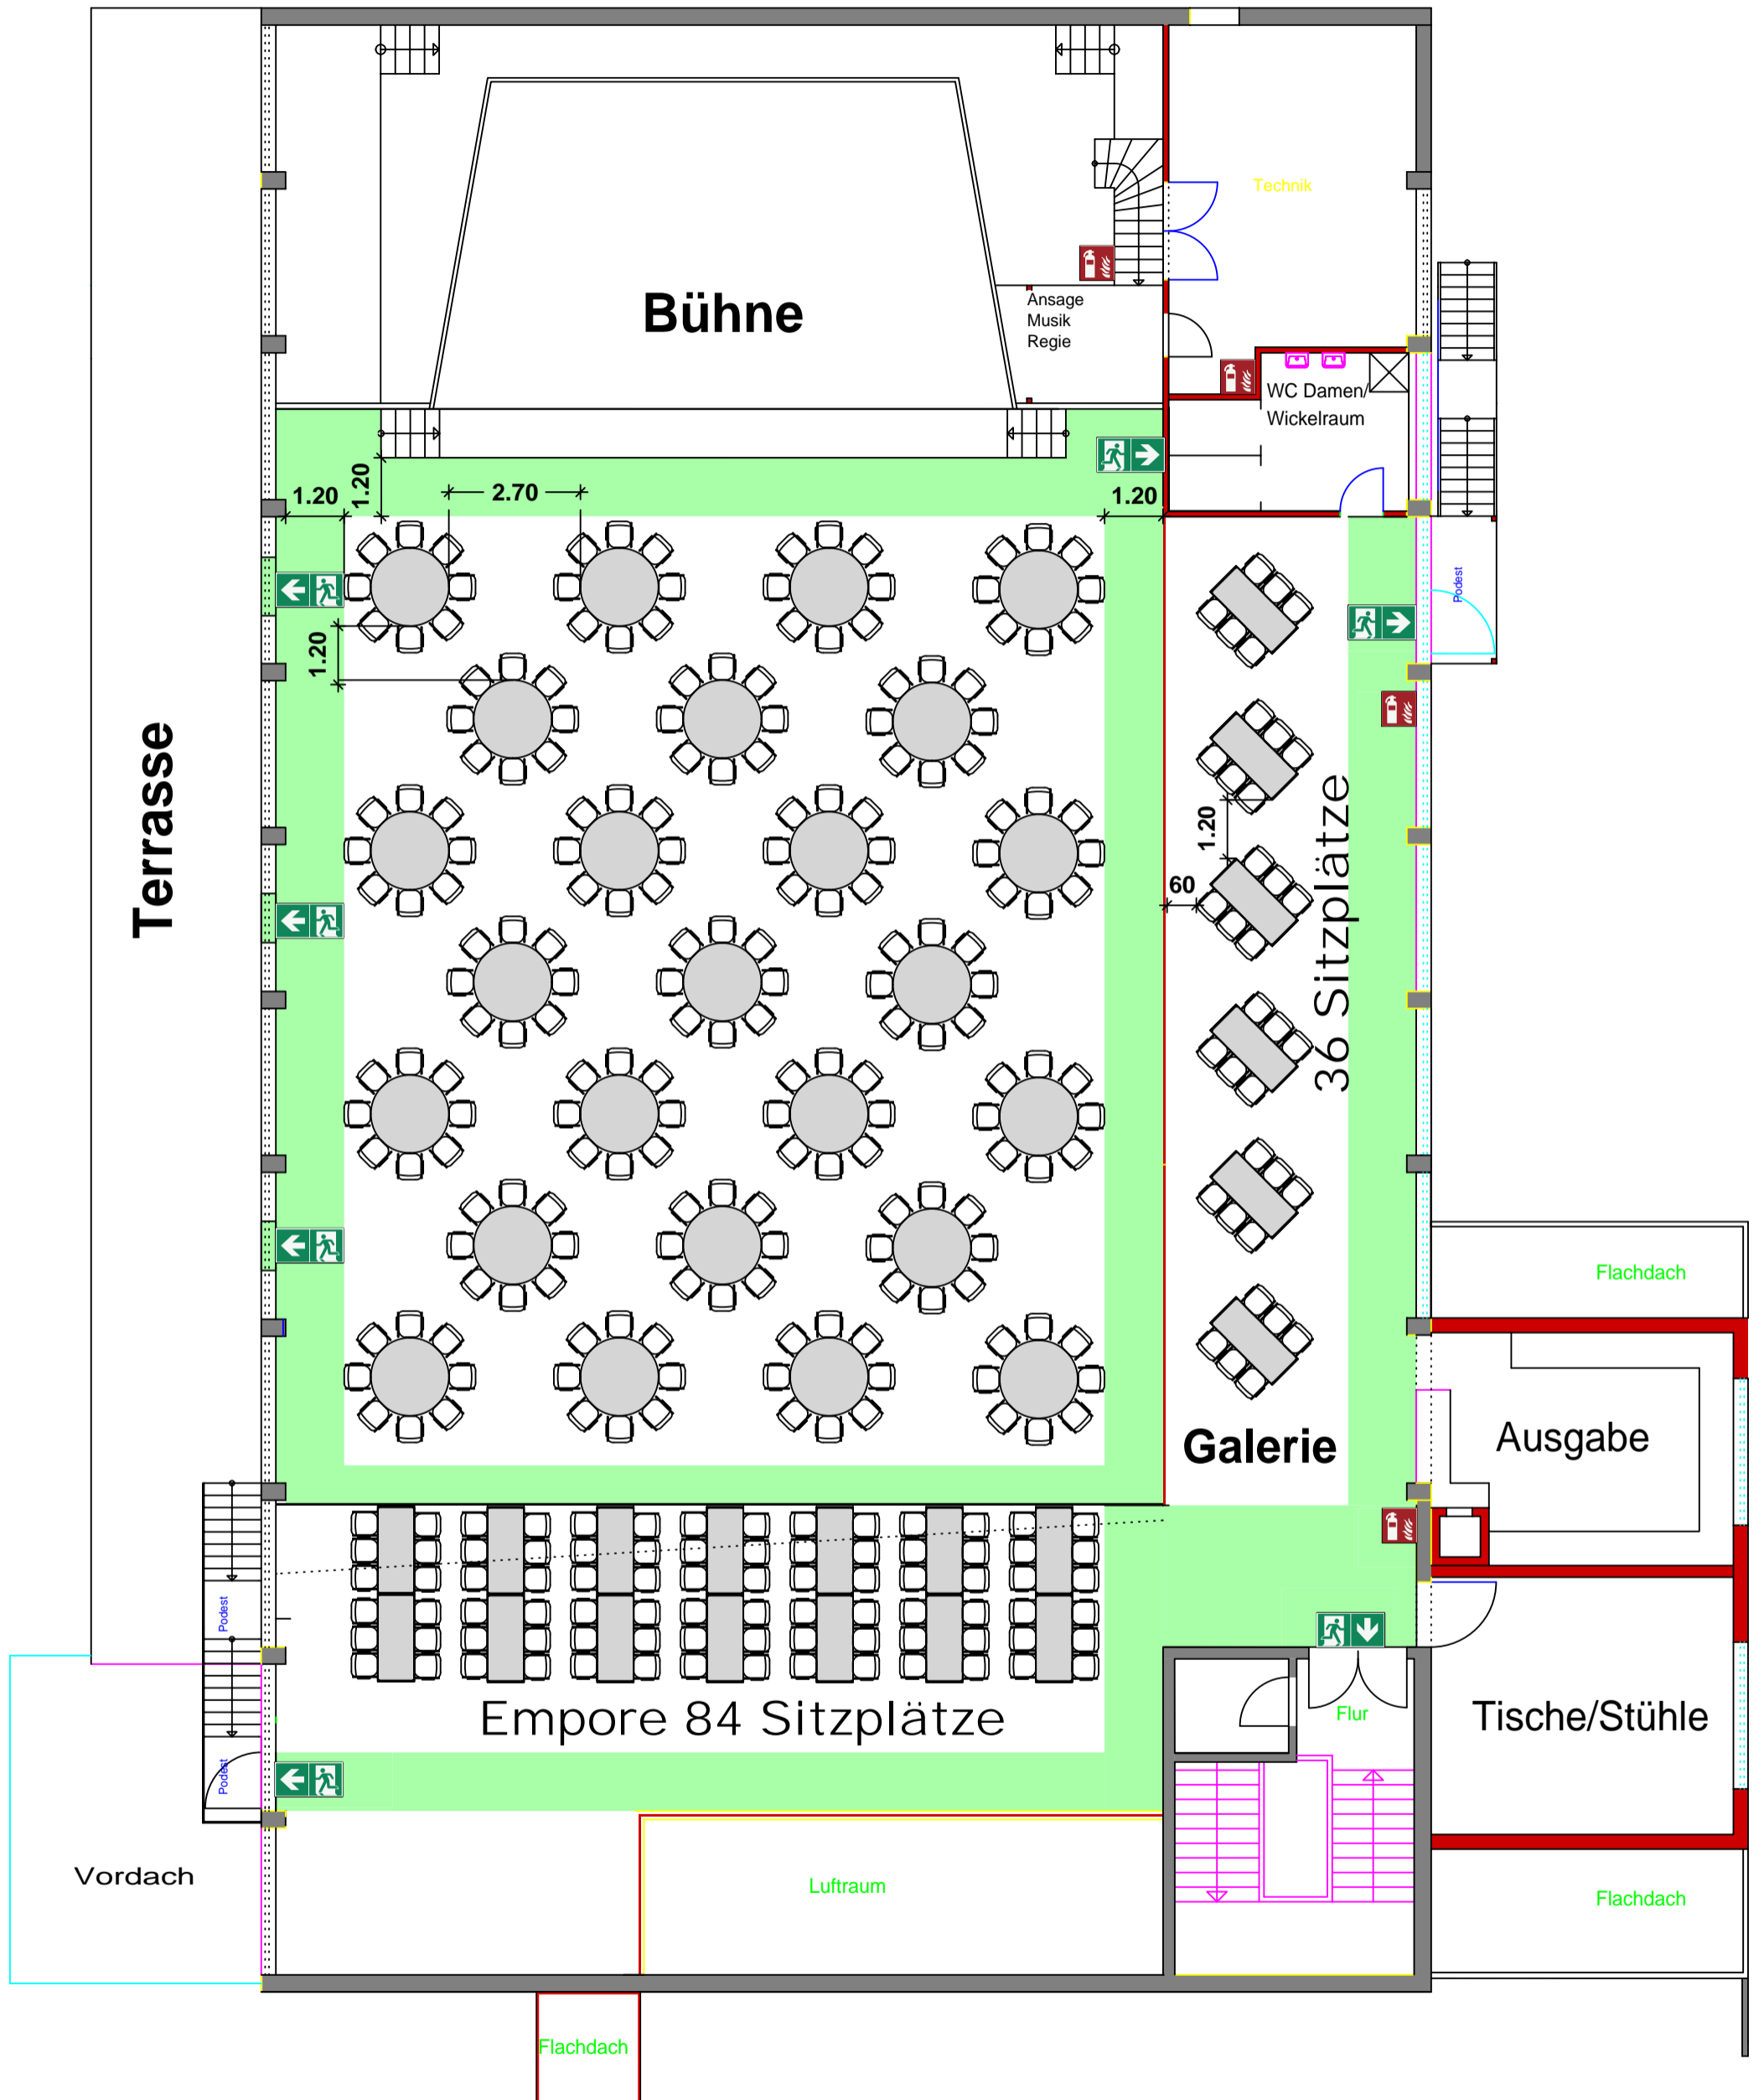 Technik
Bühne
Ansage
Musik
Regie
WC Damen/
Wickelraum
1.20
1.20
2.70
1.20
Podest
1.20
Terrasse
1.20
60
36 Sitzplätze
Flachdach
Galerie
Ausgabe
Podest
Empore 84 Sitzplätze
Flur
Tische/Stühle
Podest
Vordach
Luftraum
Flachdach
Flachdach